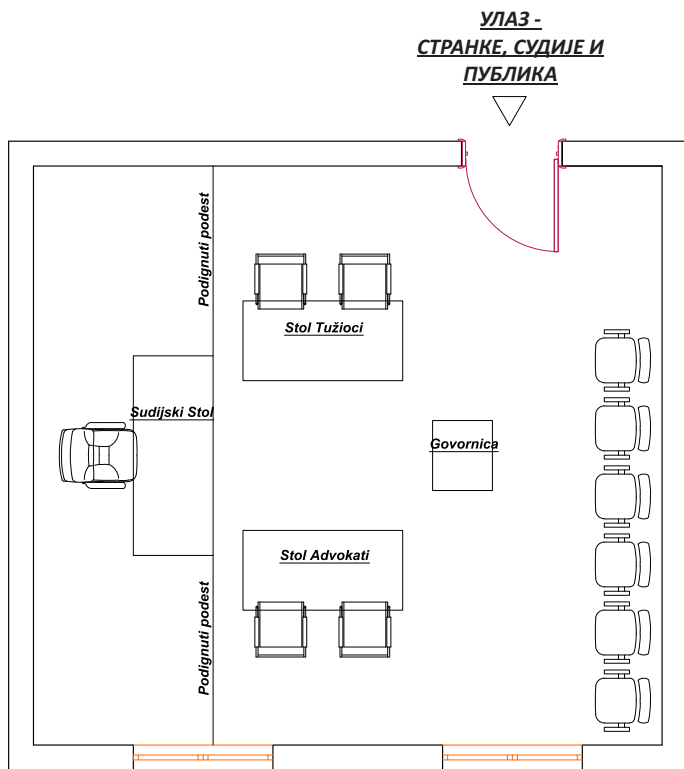 УЛАЗ -
СТРАНКЕ, СУДИЈЕ И
ПУБЛИКА
Podignuti podest
Stol Tužioci
Sudijski Stol
Govornica
Stol Advokati
Podignuti podest